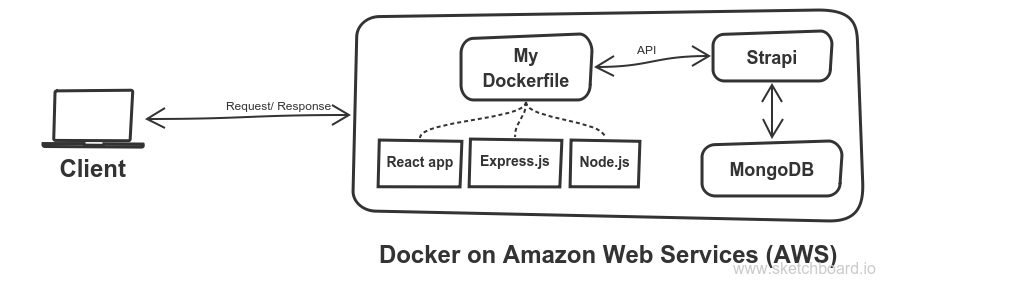 My
Dockerfile
API
Strapi
Request/ Response
Client
React app
Express.js
Node.js
MongoDB
Docker on Amazon Web Services (AWS)
www.sketchboard.io